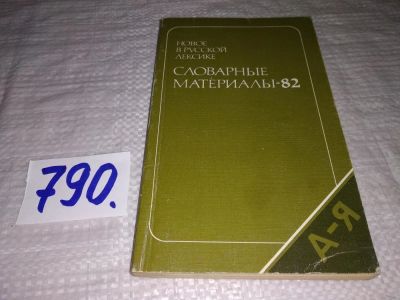 НОВОЕ
В РУССКОЙ
ЛЕКСИКЕ
СЛОВАРНЫЕ
МАТЕРИАЛЫ-82
А-Я
790.